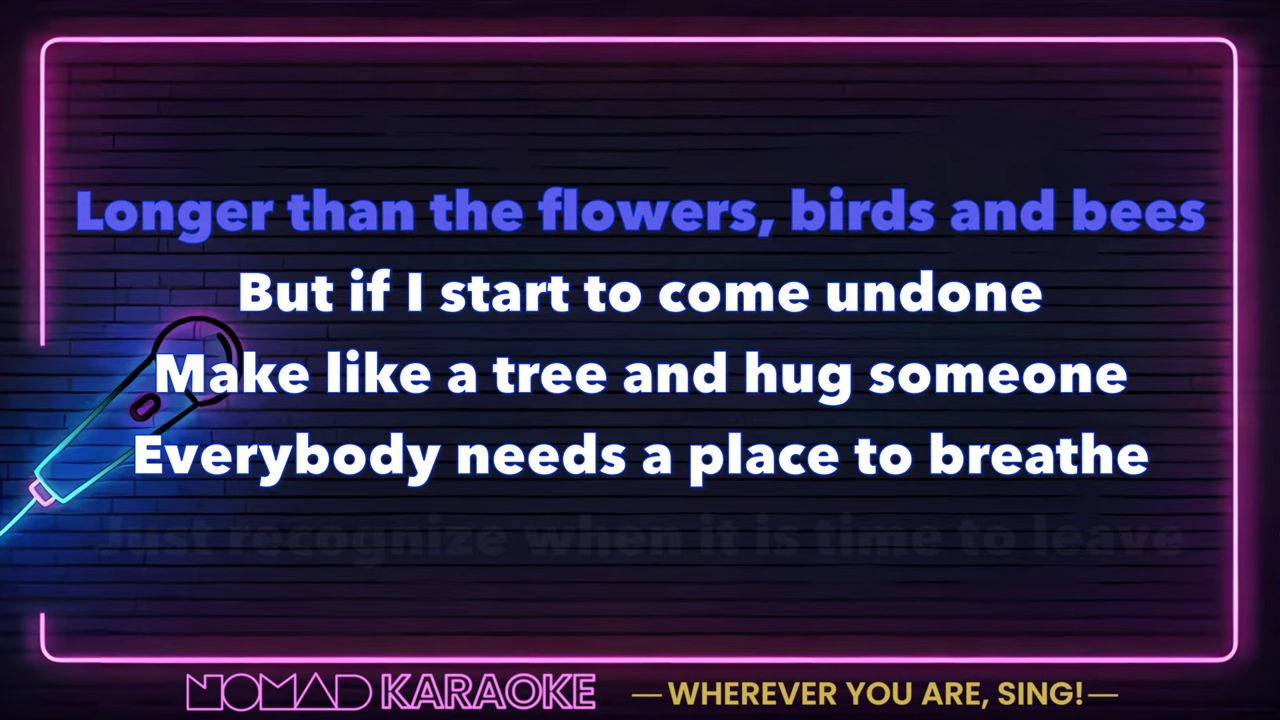 Longer than the flowers, birds and bees
But if I start to come undone
Make like a tree and hug someone
Everybody needs a place to breathe
Just recognize when it is time to leave
NOMAD KARAOKE — WHEREVER YOU ARE, SING! —